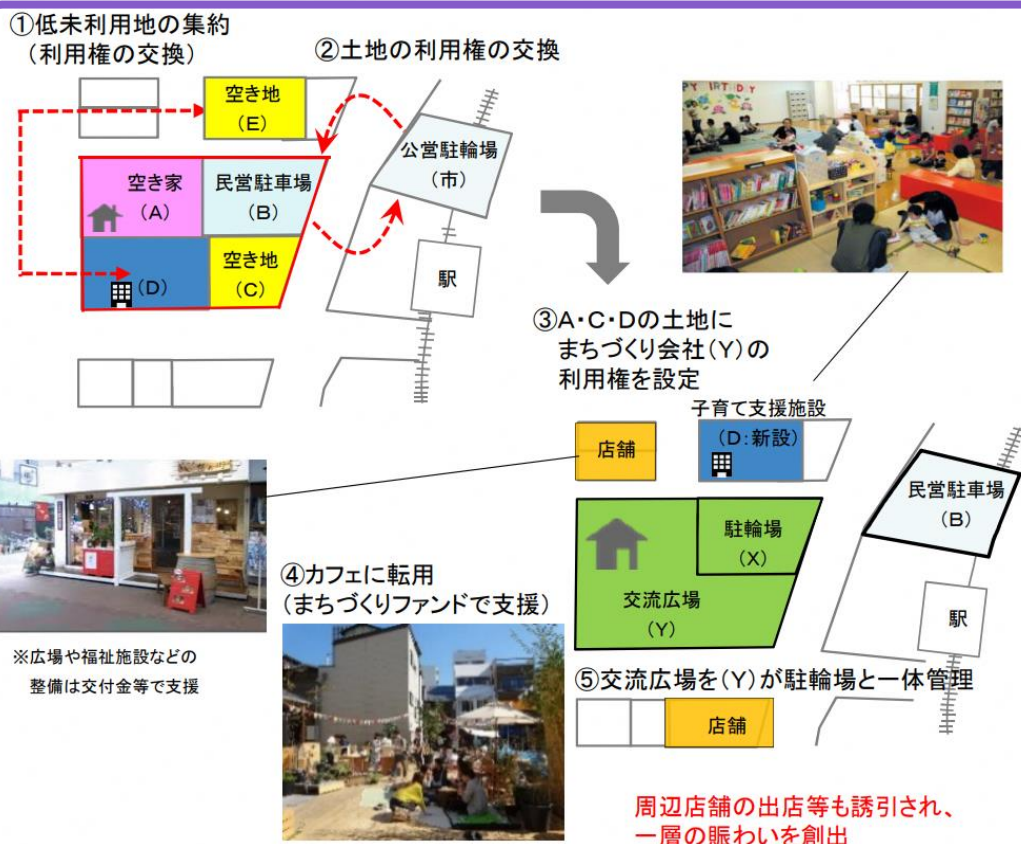 ①低未利用地の集約
(利用権の交換)
②土地の利用権の交換
空き地
(E)
公営駐輪場
(市)
空き家
(A)
民営駐車場
(B)
(D)
空き地
(C)
駅
③A・C・Dの土地に
まちづくり会社(Y)の
利用権を設定
子育て支援施設
(D:新設)
店舗
民営駐車場
(B)
駐輪場
(X)
交流広場
(Y)
駅
④カフェに転用
(まちづくりファンドで支援)
※広場や福祉施設などの
整備は交付金等で支援
⑤交流広場を(Y)が駐輪場と一体管理
店舗
周辺店舗の出店等も誘引され、
一層の賑わいを創出